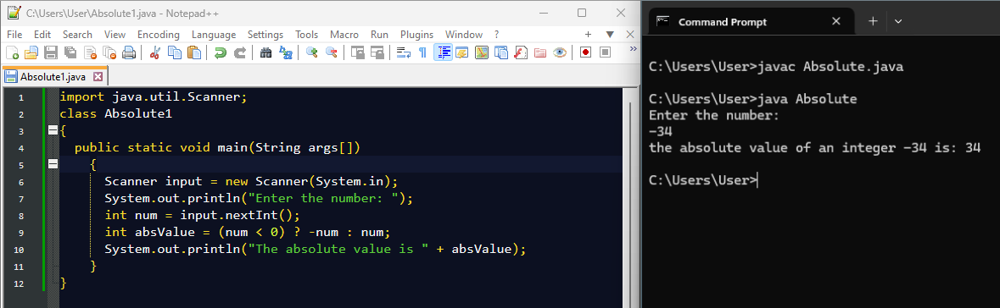 C:\Users\User\Absolute1.java - Notepad++
File Edit Search View Encoding Language Settings Tools Macro Run Plugins Window ?
Absolute1.java
1 import java.util.Scanner;
2 class Absolute1
3 {
4 public static void main(String args[])
5 {
6 Scanner input = new Scanner(System.in);
7 System.out.println("Enter the number: ");
8 int num = input.nextInt();
9 int absValue = (num < 0) ? -num : num;
10 System.out.println("The absolute value is " + absValue);
11 }
12 }
Command Prompt
C:\Users\User>javac Absolute.java
C:\Users\User>java Absolute
Enter the number:
-34
the absolute value of an integer -34 is: 34
C:\Users\User>